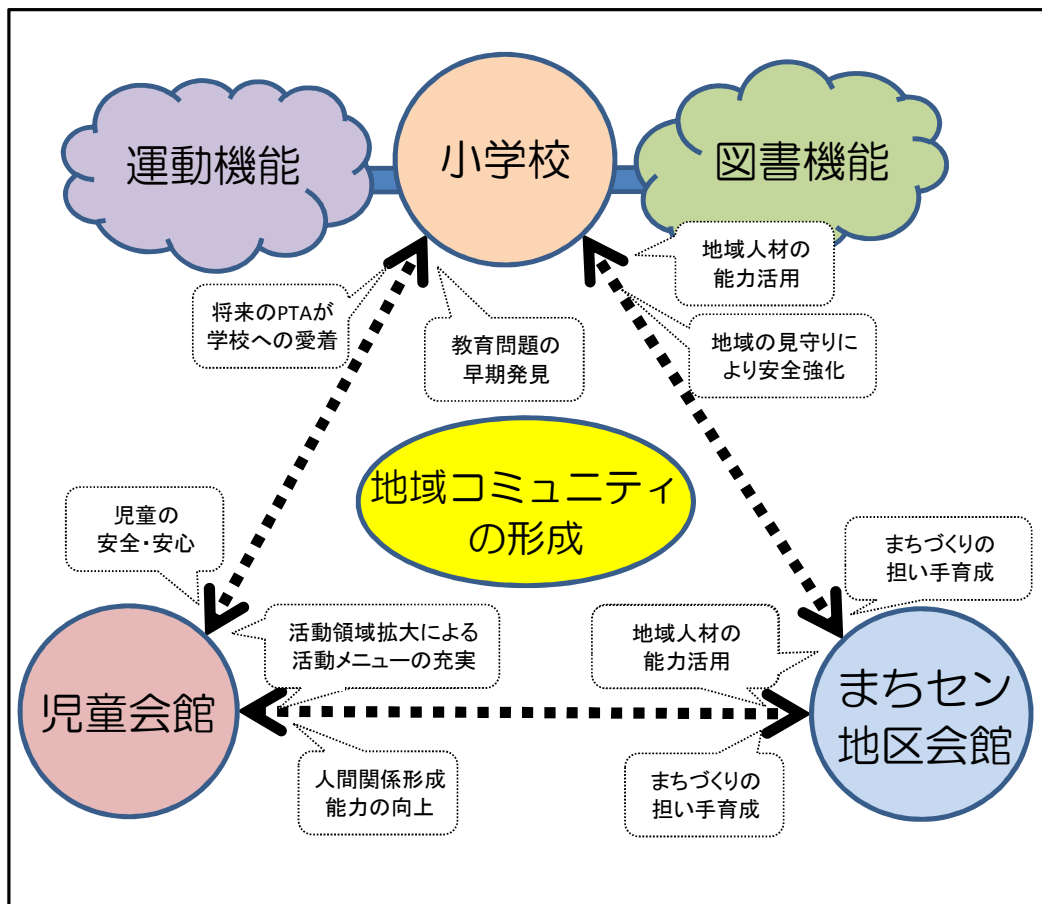 運動機能
小学校
図書機能
地域人材の
能力活用
将来のPTAが
学校への愛着
教育問題の
早期発見
地域の見守りに
より安全強化
地域コミュニティ
の形成
児童の
安全・安心
まちづくりの
担い手育成
活動領域拡大による
活動メニューの充実
地域人材の
能力活用
児童会館
まちセン
地区会館
人間関係形成
能力の向上
まちづくりの
担い手育成